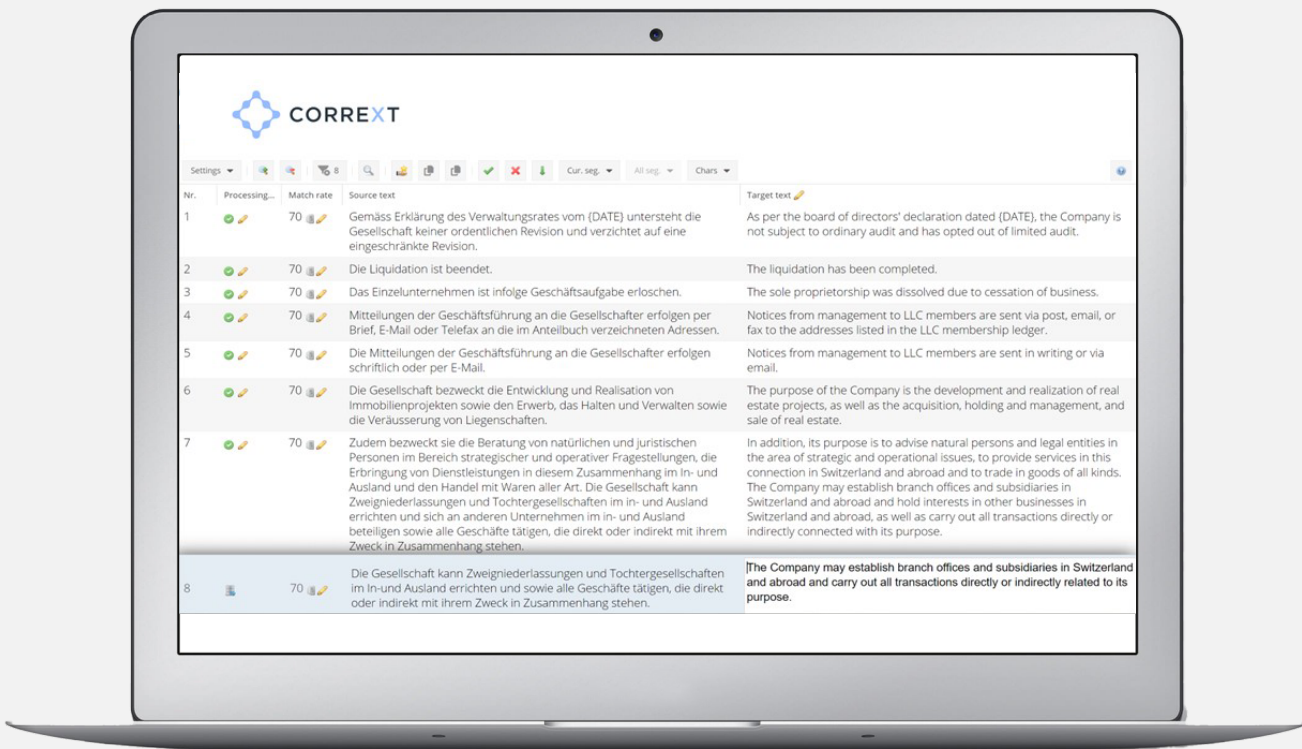 CORREXT
Settings
8
Cur. seg.
All seg.
Chars
Nr. Processing... Match rate Source text Target text
1 70 Gemäss Erklärung des Verwaltungsrates vom {DATE} untersteht die
Gesellschaft keiner ordentlichen Revision und verzichtet auf eine
eingeschränkte Revision.
As per the board of directors' declaration dated {DATE}, the Company is
not subject to ordinary audit and has opted out of limited audit.
2 70 Die Liquidation ist beendet.
The liquidation has been completed.
3 70 Das Einzelunternehmen ist infolge Geschäftsaufgabe erloschen.
The sole proprietorship was dissolved due to cessation of business.
4 70 Mitteilungen der Geschäftsführung an die Gesellschafter erfolgen per
Brief, E-Mail oder Telefax an die im Anteilbuch verzeichneten Adressen.
Notices from management to LLC members are sent via post, email, or
fax to the addresses listed in the LLC membership ledger.
5 70 Die Mitteilungen der Geschäftsführung an die Gesellschafter erfolgen
schriftlich oder per E-Mail.
Notices from management to LLC members are sent in writing or via
email.
6 70 Die Gesellschaft bezweckt die Entwicklung und Realisation von
Immobilienprojekten sowie den Erwerb, das Halten und Verwalten sowie
die Veräusserung von Liegenschaften.
The purpose of the Company is the development and realization of real
estate projects, as well as the acquisition, holding and management, and
sale of real estate.
7 70 Zudem bezweckt sie die Beratung von natürlichen und juristischen
Personen im Bereich strategischer und operativer Fragestellungen, die
Erbringung von Dienstleistungen in diesem Zusammenhang im In- und
Ausland und den Handel mit Waren aller Art. Die Gesellschaft kann
Zweigniederlassungen und Tochtergesellschaften im in- und Ausland
errichten und sich an anderen Unternehmen im in- und Ausland
beteiligen sowie alle Geschäfte tätigen, die direkt oder indirekt mit ihrem
Zweck in Zusammenhang stehen.
In addition, its purpose is to advise natural persons and legal entities in
the area of strategic and operational issues, to provide services in this
connection in Switzerland and abroad and to trade in goods of all kinds.
The Company may establish branch offices and subsidiaries in
Switzerland and abroad and hold interests in other businesses in
Switzerland and abroad, as well as carry out all transactions directly or
indirectly connected with its purpose.
8 70 Die Gesellschaft kann Zweigniederlassungen und Tochtergesellschaften
im In-und Ausland errichten und sowie alle Geschäfte tätigen, die direkt
oder indirekt mit ihrem Zweck in Zusammenhang stehen.
The Company may establish branch offices and subsidiaries in Switzerland
and abroad and carry out all transactions directly or indirectly related to its
purpose.